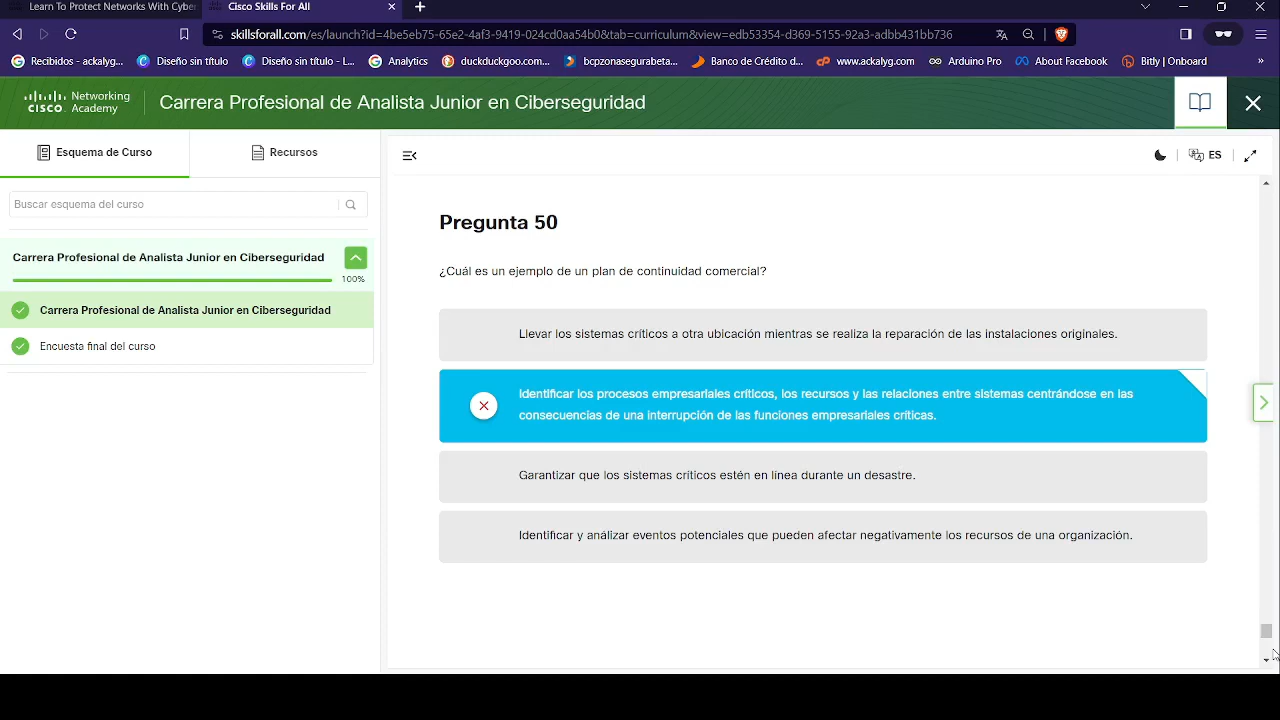 Learn To Protect Networks With Cyber
Cisco Skills For All
skillsforall.com/es/launch?id=4be5eb75-65e2-4af3-9419-024cd0aa54b0&tab=curriculum&view=edb53354-d369-5155-92a3-adbb431bb736
Recibidos - ackalyg... Diseño sin título Diseño sin título - L... Analytics duckduckgoo.com... bcpzonasegurabeta... Banco de Crédito d... www.ackalyg.com Arduino Pro About Facebook Bitly | Onboard »
CISCO Networking Academy
Carrera Profesional de Analista Junior en Ciberseguridad
Esquema de Curso
Recursos
ES
Buscar esquema del curso
Carrera Profesional de Analista Junior en Ciberseguridad
100%
Carrera Profesional de Analista Junior en Ciberseguridad
Encuesta final del curso
Pregunta 50
¿Cuál es un ejemplo de un plan de continuidad comercial?
Llevar los sistemas críticos a otra ubicación mientras se realiza la reparación de las instalaciones originales.
Identificar los procesos empresariales críticos, los recursos y las relaciones entre sistemas centrándose en las
consecuencias de una interrupción de las funciones empresariales críticas.
Garantizar que los sistemas críticos estén en línea durante un desastre.
Identificar y análizar eventos potenciales que pueden afectar negativamente los recursos de una organización.